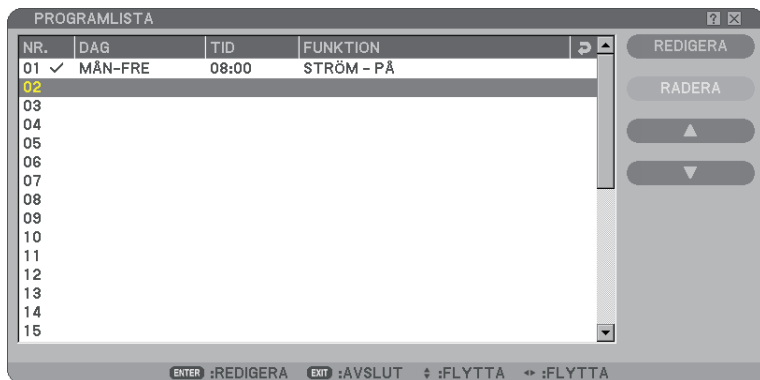 PROGRAMLISTA
NR. DAG TID FUNKTION
REDIGERA
01 ✓ MÅN-FRE 08:00 STRÖM - PÅ
02
RADERA
03
04
05
06
07
08
09
10
11
12
13
14
15
ENTER :REDIGERA EXIT :AVSLUT :FLYTTA :FLYTTA